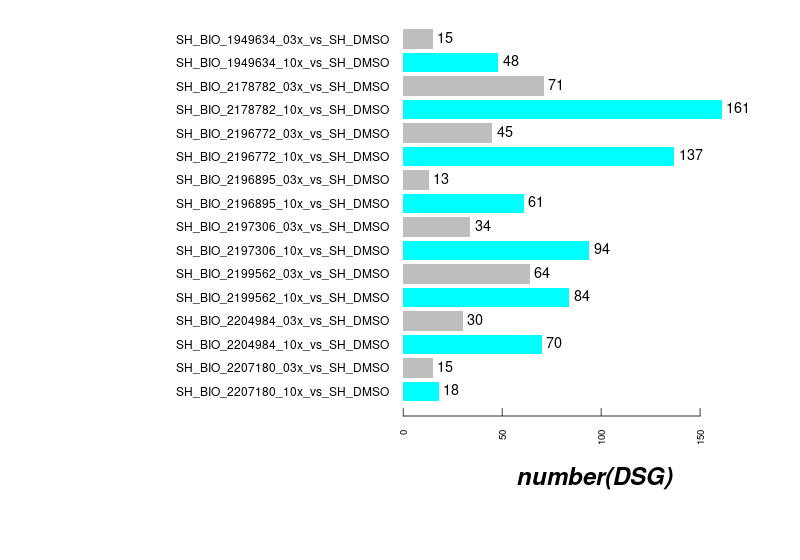 SH_BIO_1949634_03x_vs_SH_DMSO 15
SH_BIO_1949634_10x_vs_SH_DMSO 48
SH_BIO_2178782_03x_vs_SH_DMSO 71
SH_BIO_2178782_10x_vs_SH_DMSO 161
SH_BIO_2196772_03x_vs_SH_DMSO 45
SH_BIO_2196772_10x_vs_SH_DMSO 137
SH_BIO_2196895_03x_vs_SH_DMSO 13
SH_BIO_2196895_10x_vs_SH_DMSO 61
SH_BIO_2197306_03x_vs_SH_DMSO 34
SH_BIO_2197306_10x_vs_SH_DMSO 94
SH_BIO_2199562_03x_vs_SH_DMSO 64
SH_BIO_2199562_10x_vs_SH_DMSO 84
SH_BIO_2204984_03x_vs_SH_DMSO 30
SH_BIO_2204984_10x_vs_SH_DMSO 70
SH_BIO_2207180_03x_vs_SH_DMSO 15
SH_BIO_2207180_10x_vs_SH_DMSO 18
0 50 100 150
number(DSG)